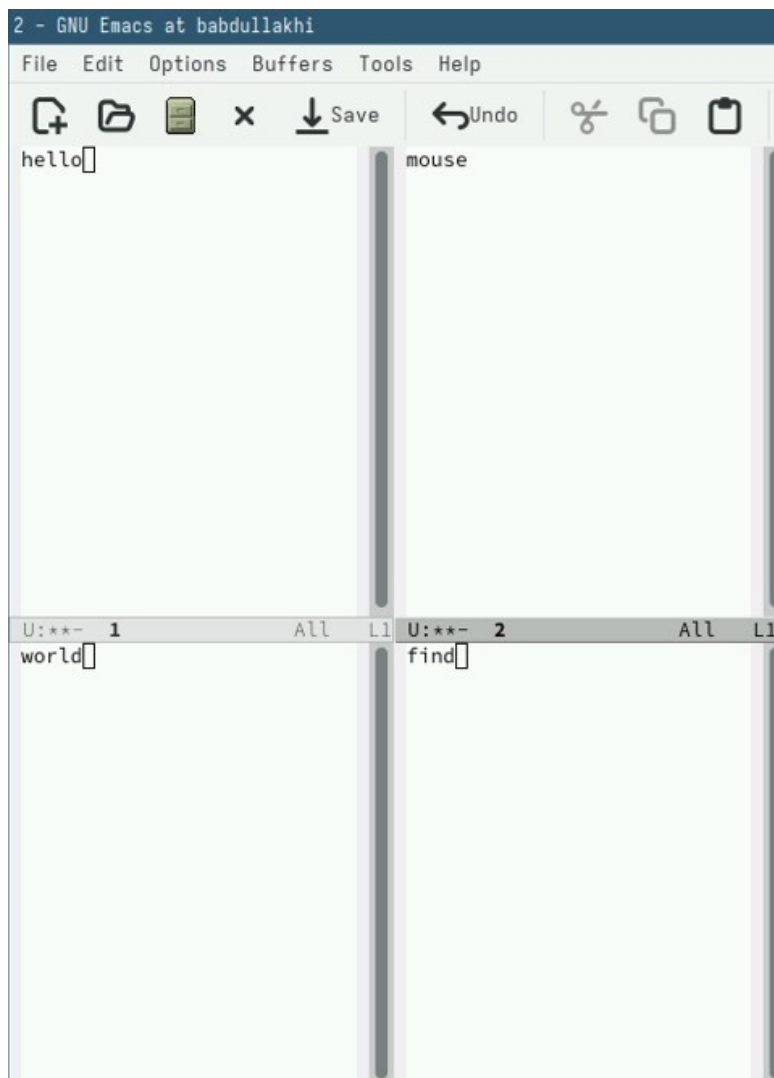 2 - GNU Emacs at babdullakhi
File Edit Options Buffers Tools Help
Save Undo
hello
mouse
U:**- 1 All L1
U:**- 2 All L1
world
find